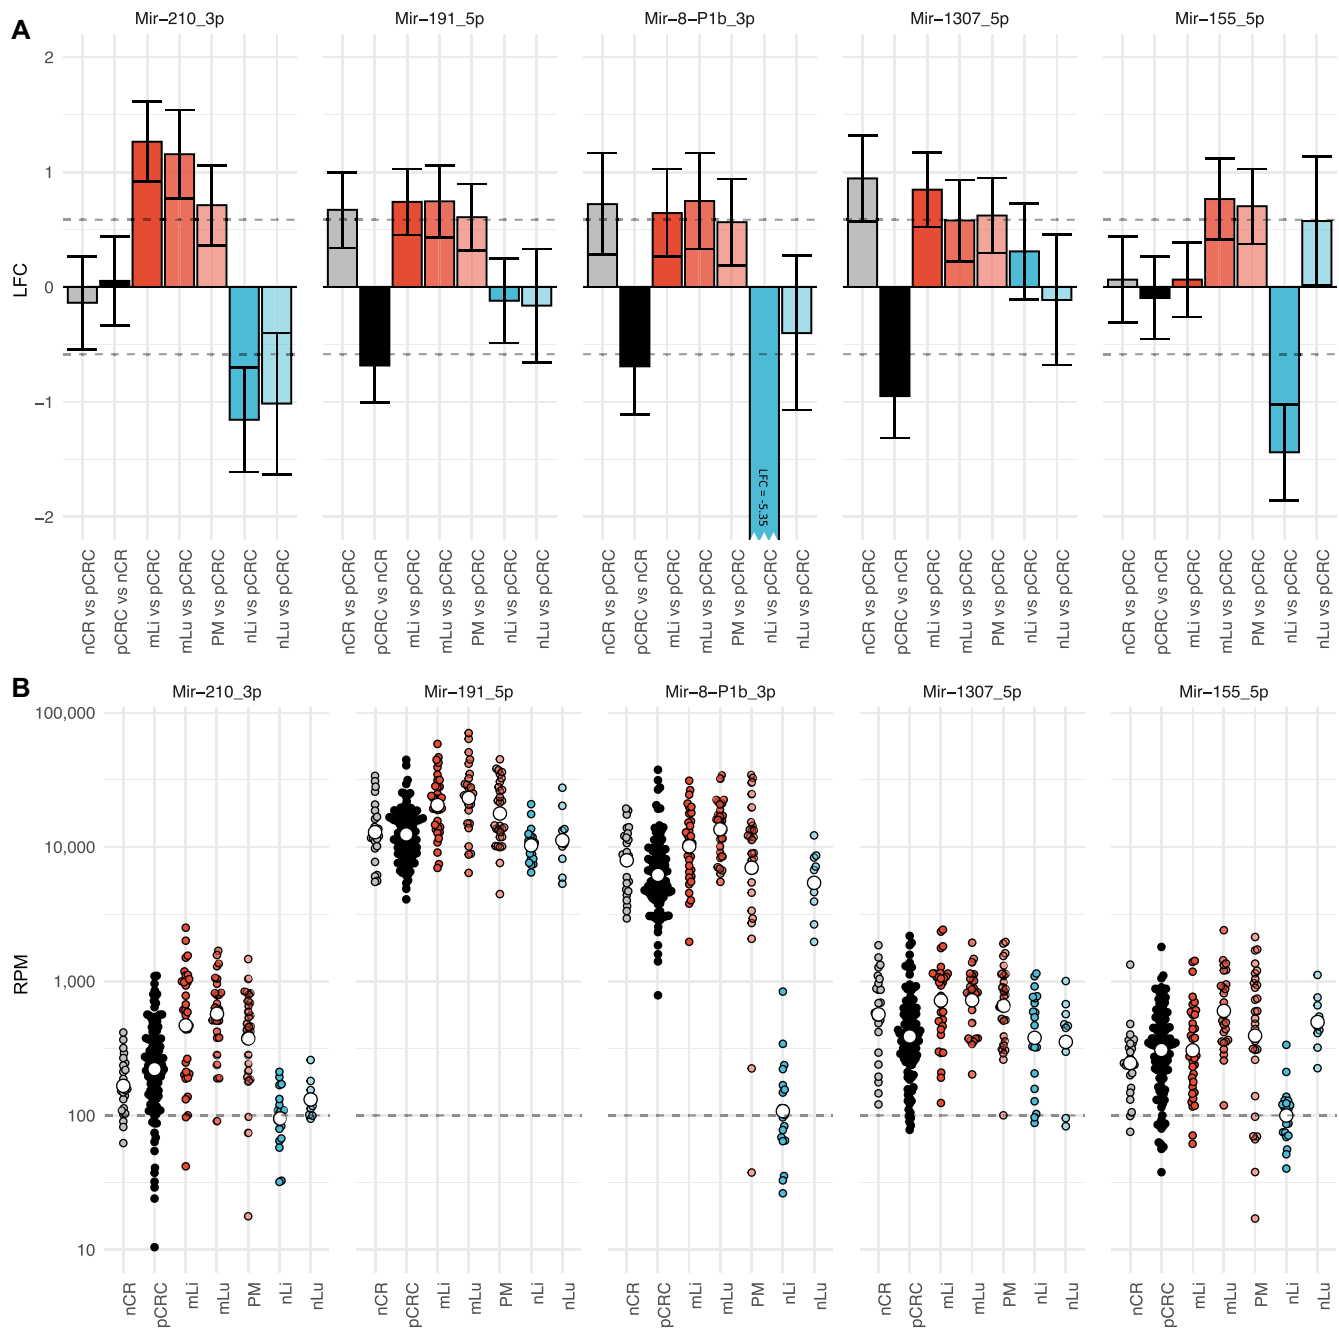 A
Mir−210_3p Mir−191_5p Mir−8−P1b_3p Mir−1307_5p Mir−155_5p
LFC
2
1
0
−1
−2
LFC = -5.35
nCR vs pCRC pCRC vs nCR mLi vs pCRC mLu vs pCRC PM vs pCRC nLi vs pCRC nLu vs pCRC nCR vs pCRC pCRC vs nCR mLi vs pCRC mLu vs pCRC PM vs pCRC nLi vs pCRC nLu vs pCRC nCR vs pCRC pCRC vs nCR mLi vs pCRC mLu vs pCRC PM vs pCRC nLi vs pCRC nLu vs pCRC nCR vs pCRC pCRC vs nCR mLi vs pCRC mLu vs pCRC PM vs pCRC nLi vs pCRC nLu vs pCRC nCR vs pCRC pCRC vs nCR mLi vs pCRC mLu vs pCRC PM vs pCRC nLi vs pCRC nLu vs pCRC
B
Mir−210_3p Mir−191_5p Mir−8−P1b_3p Mir−1307_5p Mir−155_5p
RPM
100,000
10,000
1,000
100
10
nCR pCRC mLi mLu PM nLi nLu nCR pCRC mLi mLu PM nLi nLu nCR pCRC mLi mLu PM nLi nLu nCR pCRC mLi mLu PM nLi nLu nCR pCRC mLi mLu PM nLi nLu